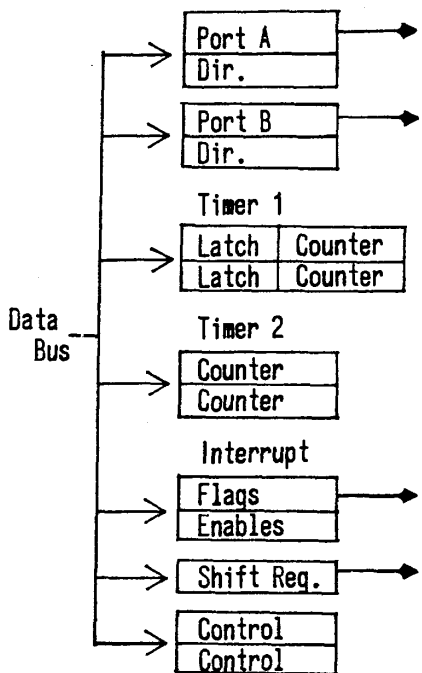 Port A
Dir.
Port B
Dir.
Timer 1
Latch Counter
Latch Counter
Data
Bus
Timer 2
Counter
Counter
Interrupt
Flags
Enables
Shift Reg.
Control
Control